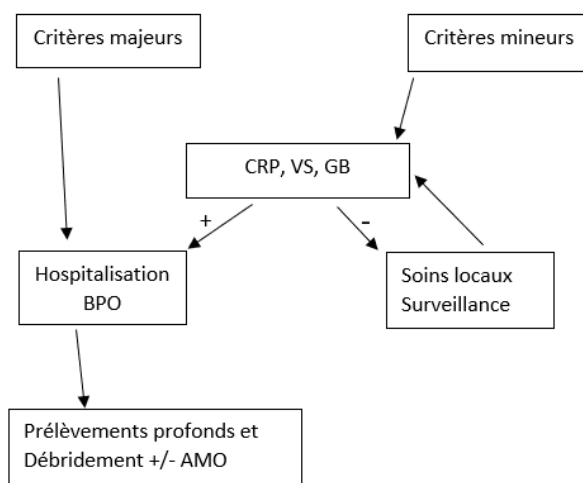 Critères majeurs
Critères mineurs
CRP, VS, GB
+
-
Hospitalisation
BPO
Soins locaux
Surveillance
Prélèvements profonds et
Débridement +/- AMO